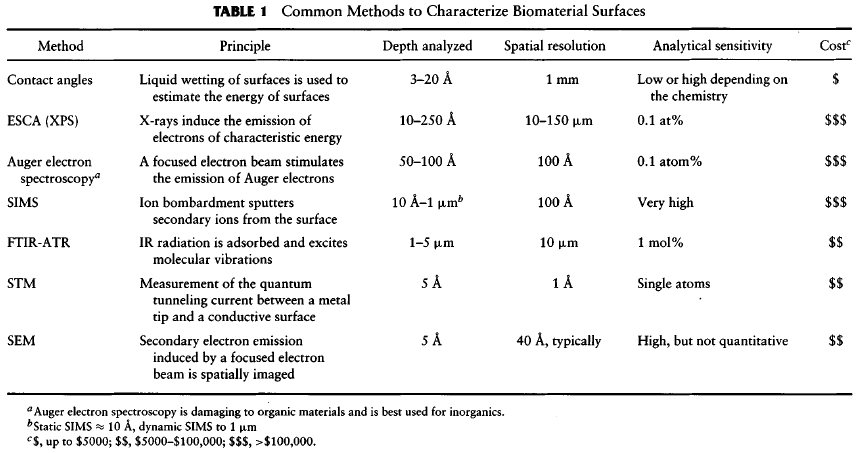 TABLE 1 Common Methods to Characterize Biomaterial Surfaces
Method Principle Depth analyzed Spatial resolution Analytical sensitivity Costᶜ
Contact angles Liquid wetting of surfaces is used to 3–20 Å 1 mm Low or high depending on $
estimate the energy of surfaces the chemistry
ESCA (XPS) X-rays induce the emission of 10–250 Å 10–150 μm 0.1 at% $$$
electrons of characteristic energy
Auger electron A focused electron beam stimulates 50–100 Å 100 Å 0.1 atom% $$$
spectroscopyᵃ the emission of Auger electrons
SIMS Ion bombardment sputters 10 Å–1 μmᵇ 100 Å Very high $$$
secondary ions from the surface
FTIR-ATR IR radiation is adsorbed and excites 1–5 μm 10 μm 1 mol% $$
molecular vibrations
STM Measurement of the quantum 5 Å 1 Å Single atoms $$
tunneling current between a metal
tip and a conductive surface
SEM Secondary electron emission 5 Å 40 Å, typically High, but not quantitative $$
induced by a focused electron
beam is spatially imaged
ᵃAuger electron spectroscopy is damaging to organic materials and is best used for inorganics.
ᵇStatic SIMS ≈ 10 Å, dynamic SIMS to 1 μm
ᶜ$, up to $5000; $$, $5000–$100,000; $$$, >$100,000.